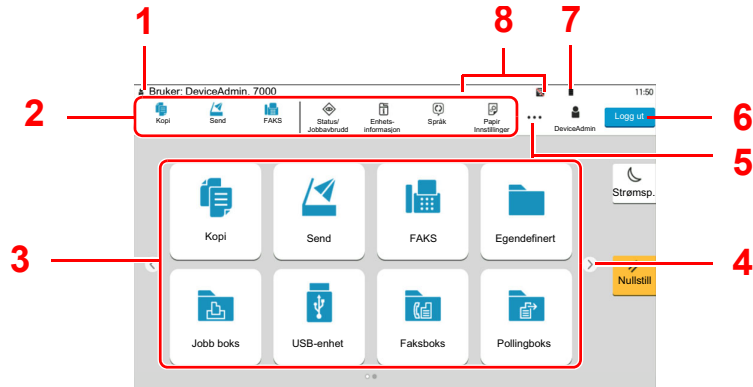 1
8
7
Bruker: DeviceAdmin. 7000
11:50
2
Kopi
Send
FAKS
Status/
Jobbavbrudd
Enhets-
informasjon
Språk
Papir
Innstillinger
DeviceAdmin
Logg ut
6
5
Strømsp.
Kopi
Send
FAKS
Egendefinert
3
4
Nullstill
Jobb boks
USB-enhet
Faksboks
Pollingboks